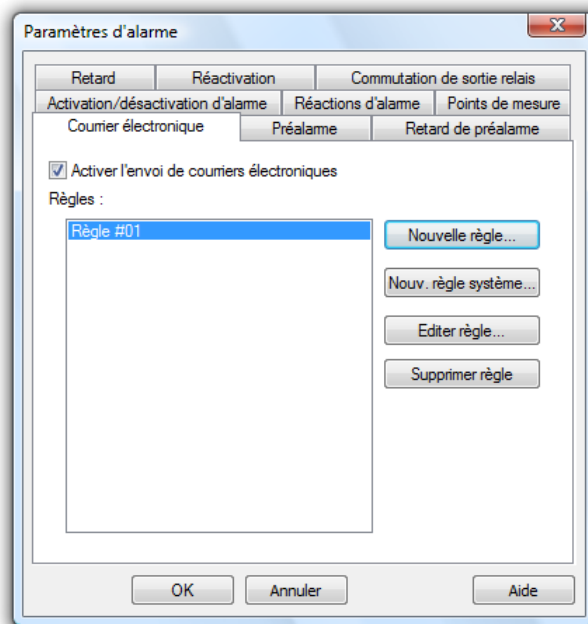 Paramètres d'alarme
Retard Réactivation Commutation de sortie relais
Activation/désactivation d'alarme Réactions d'alarme Points de mesure
Courrier électronique Préalarme Retard de préalarme
Activer l'envoi de courriers électroniques
Règles :
Règle #01
Nouvelle règle...
Nouv. règle système...
Editer règle...
Supprimer règle
OK Annuler Aide